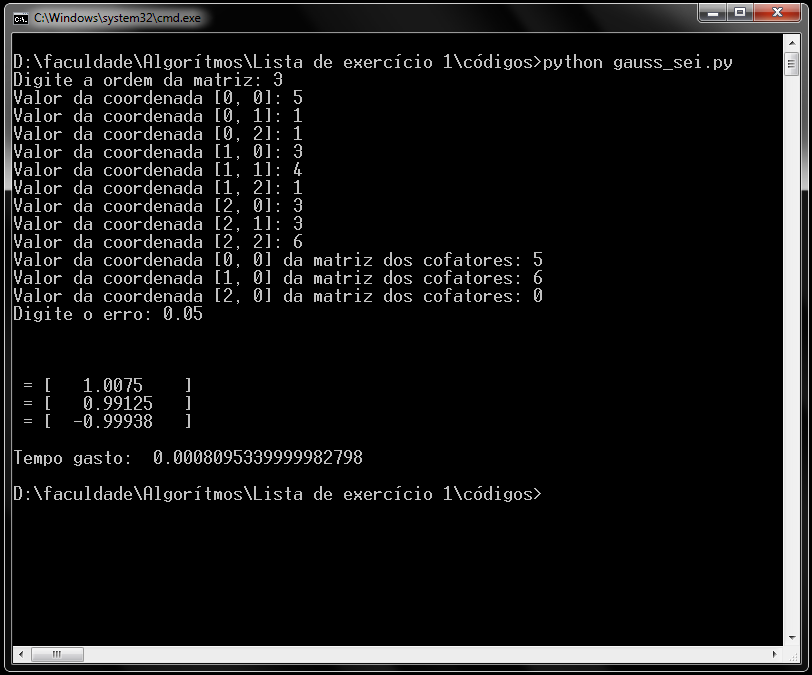 C:\Windows\system32\cmd.exe
D:\faculdade\Algorítmos\Lista de exercício 1\códigos>python gauss_sei.py
Digite a ordem da matriz: 3
Valor da coordenada [0, 0]: 5
Valor da coordenada [0, 1]: 1
Valor da coordenada [0, 2]: 1
Valor da coordenada [1, 0]: 3
Valor da coordenada [1, 1]: 4
Valor da coordenada [1, 2]: 1
Valor da coordenada [2, 0]: 3
Valor da coordenada [2, 1]: 3
Valor da coordenada [2, 2]: 6
Valor da coordenada [0, 0] da matriz dos cofatores: 5
Valor da coordenada [1, 0] da matriz dos cofatores: 6
Valor da coordenada [2, 0] da matriz dos cofatores: 0
Digite o erro: 0.05
 = [   1.0075    ]
 = [   0.99125   ]
 = [  -0.99938   ]
Tempo gasto:  0.0008095339999982798
D:\faculdade\Algorítmos\Lista de exercício 1\códigos>